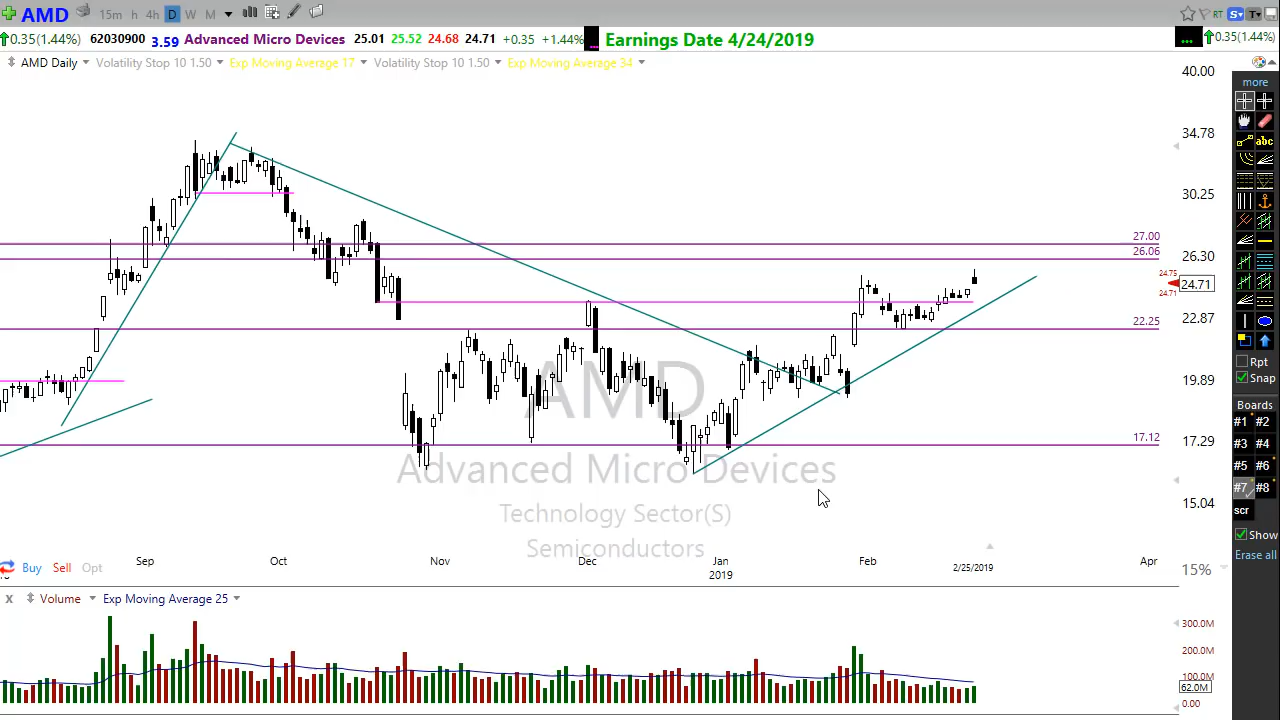 AMD 15m h 4h D W M RT S T
0.35(1.44%) 62030900 3.59 Advanced Micro Devices 25.01 25.52 24.68 24.71 +0.35 +1.44% ... Earnings Date 4/24/2019 ... 0.35(1.44%)
AMD Daily Volatility Stop 10 1.50 Exp Moving Average 17 Volatility Stop 10 1.50 Exp Moving Average 34
40.00
more
abc
34.78
30.25
27.00
26.06
26.30
24.75
24.71
24.71
22.87
22.25
Rpt
Snap
19.89
AMD
Boards
#1 #2
17.12
17.29
#3 #4
Advanced Micro Devices
#5 #6
#7 #8
15.04
scr
Technology Sector(S)
Show
Semiconductors
Erase all
Sep Oct Nov Dec Jan Feb Apr
2019 2/25/2019
Buy Sell Opt
15%
X Volume Exp Moving Average 25
300.0M
200.0M
100.0M
62.0M
0.00